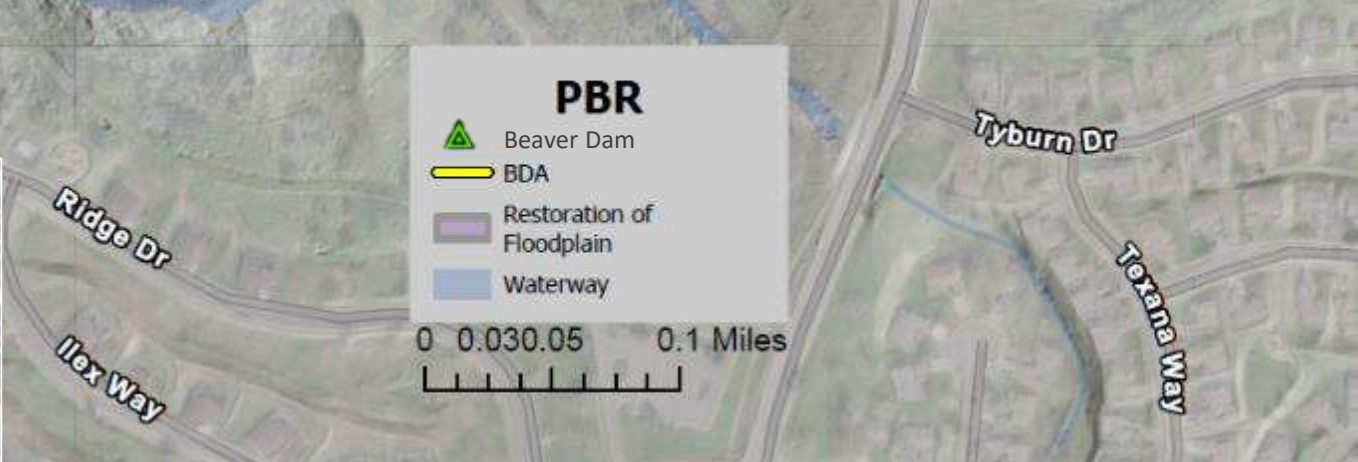 PBR
Beaver Dam
BDA
Restoration of
Floodplain
Waterway
0 0.030.05 0.1 Miles
Ridge Dr
Ilex Way
Tyburn Dr
Texana Way